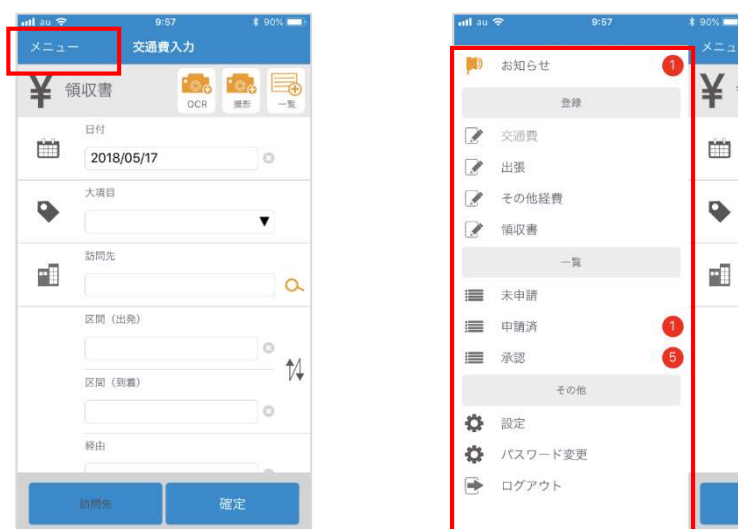 au 9:57 90%
メニュー 交通費入力
領収書 OCR 撮影 一覧
日付
2018/05/17
大項目
訪問先
区間（出発）
区間（到着）
経由
訪問先 確定
au 9:57 90%
メニュ
お知らせ 1
登録
交通費
出張
その他経費
領収書
一覧
未申請
申請済 1
承認 5
その他
設定
パスワード変更
ログアウト